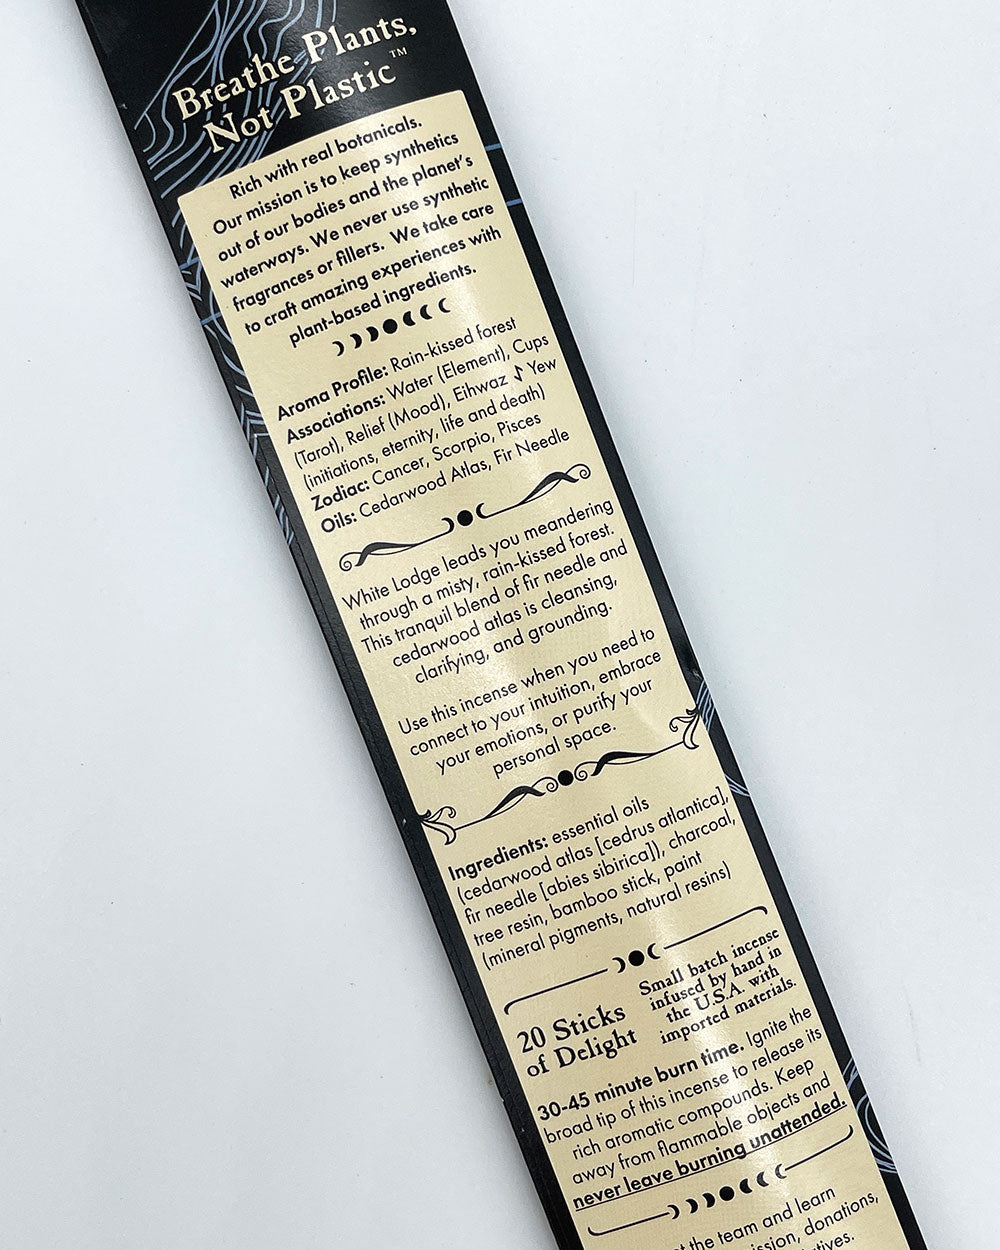 Breathe Plants,
Not Plastic™
Rich with real botanicals.
Our mission is to keep synthetics
out of our bodies and the planet's
waterways. We never use synthetic
fragrances or fillers. We take care
to craft amazing experiences with
plant-based ingredients.
Aroma Profile: Rain-kissed forest
Associations: Water (Element), Cups
(Tarot), Relief (Mood), Eihwaz ᛇ Yew
(initiations, eternity, life and death)
Zodiac: Cancer, Scorpio, Pisces
Oils: Cedarwood Atlas, Fir Needle
White Lodge leads you meandering
through a misty, rain-kissed forest.
This tranquil blend of fir needle and
cedarwood atlas is cleansing,
clarifying, and grounding.
Use this incense when you need to
connect to your intuition, embrace
your emotions, or purify your
personal space.
Ingredients: essential oils
(cedarwood atlas [cedrus atlantica],
fir needle [abies sibirica]), charcoal,
tree resin, bamboo stick, paint
(mineral pigments, natural resins)
20 Sticks
of Delight
Small batch incense
infused by hand in
the U.S.A. with
imported materials.
30-45 minute burn time. Ignite the
broad tip of this incense to release its
rich aromatic compounds. Keep
away from flammable objects and
never leave burning unattended.
the team and learn
donations,